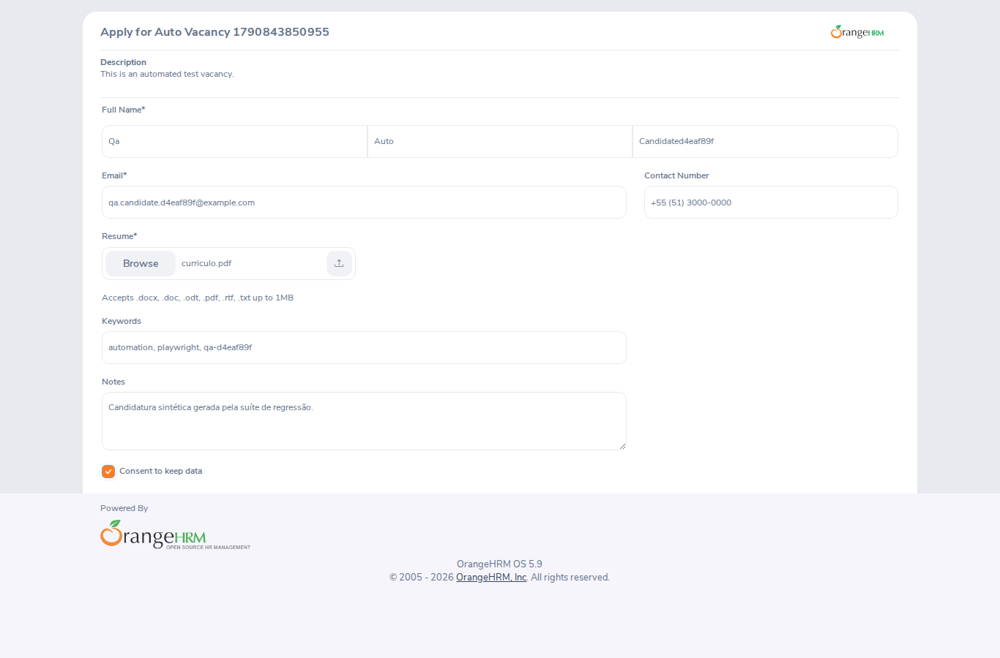 Apply for Auto Vacancy 1790843850955
OrangeHRM
Description
This is an automated test vacancy.
Full Name*
Qa
Auto
Candidated4eaf89f
Email*
Contact Number
qa.candidate.d4eaf89f@example.com
+55 (51) 3000-0000
Resume*
Browse
curriculo.pdf
Accepts .docx, .doc, .odt, .pdf, .rtf, .txt up to 1MB
Keywords
automation, playwright, qa-d4eaf89f
Notes
Candidatura sintética gerada pela suíte de regressão.
Consent to keep data
Powered By
OrangeHRM
OPEN SOURCE HR MANAGEMENT
OrangeHRM OS 5.9
© 2005 - 2026 OrangeHRM, Inc. All rights reserved.